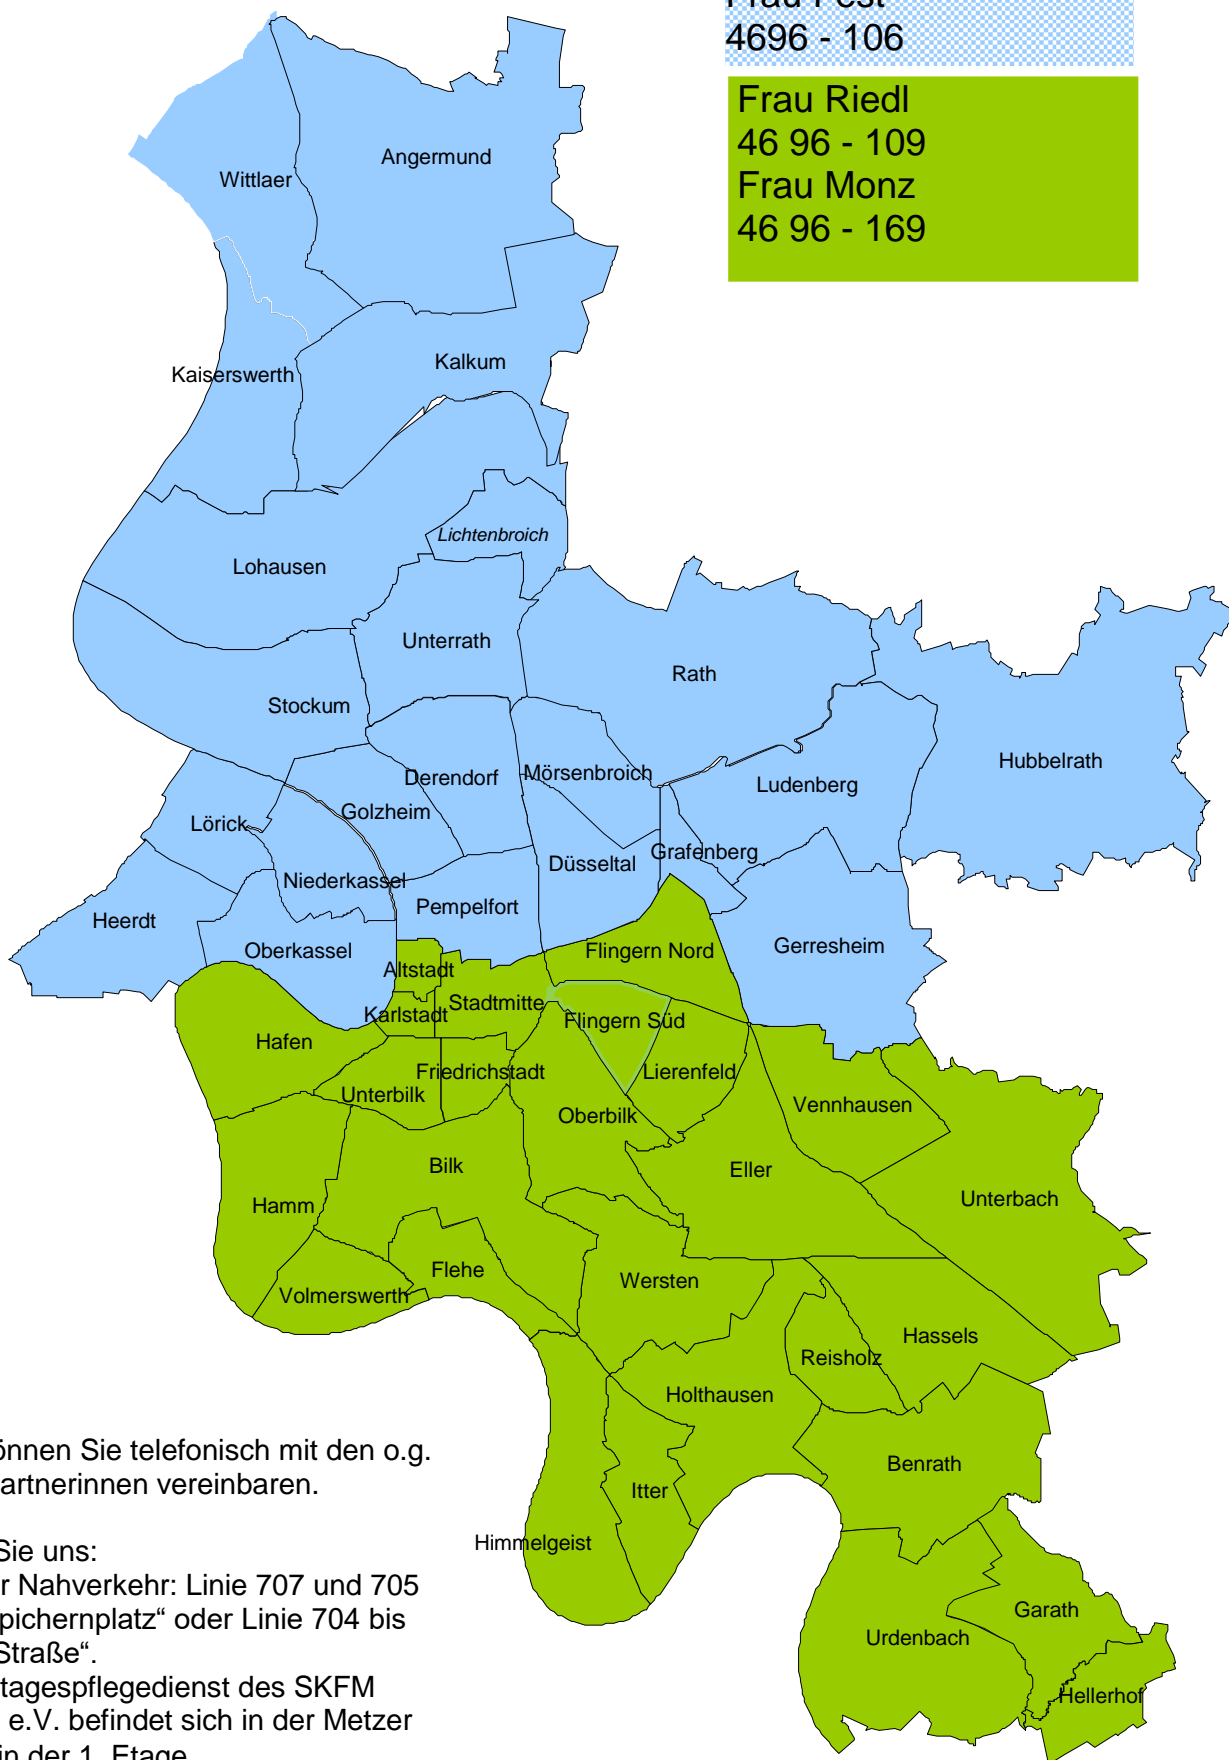 4696 - 106
Frau Riedl
46 96 - 109
Frau Monz
46 96 - 169
Angermund
Wittlaer
Kalkum
Kaiserswerth
Lichtenbroich
Lohausen
Unterrath
Rath
Stockum
Hubbelrath
Derendorf
Mörsenbroich
Ludenberg
Golzheim
Lörick
Grafenberg
Düsseltal
Niederkassel
Pempelfort
Heerdt
Oberkassel
Flingern Nord
Gerresheim
Altstadt
Stadtmitte
Karlstadt
Flingern Süd
Hafen
Friedrichstadt
Lierenfeld
Unterbilk
Vennhausen
Oberbilk
Bilk
Eller
Unterbach
Hamm
Flehe
Wersten
Volmerswerth
Hassels
Reisholz
Holthausen
Benrath
Itter
Himmelgeist
Garath
Urdenbach
Hellerhof
önnen Sie telefonisch mit den o.g.
artnerinnen vereinbaren.
Sie uns:
r Nahverkehr: Linie 707 und 705
pichernplatz“ oder Linie 704 bis
Straße“.
tagespflegedienst des SKFM
e.V. befindet sich in der Metzer
in der 1. Etage